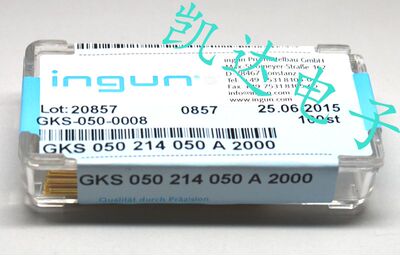 ingun
ingun Prüfmittelbau GmbH
Max-Stromeyer-Straße 162
D-78467 Konstanz
www.ingun.com
Lot:20857 0857 25.06 2015
GKS-050-0008 100st
GKS 050 214 050 A 2000
GKS 050 214 050 A 2000
Qualität durch Präzision
凯达电子